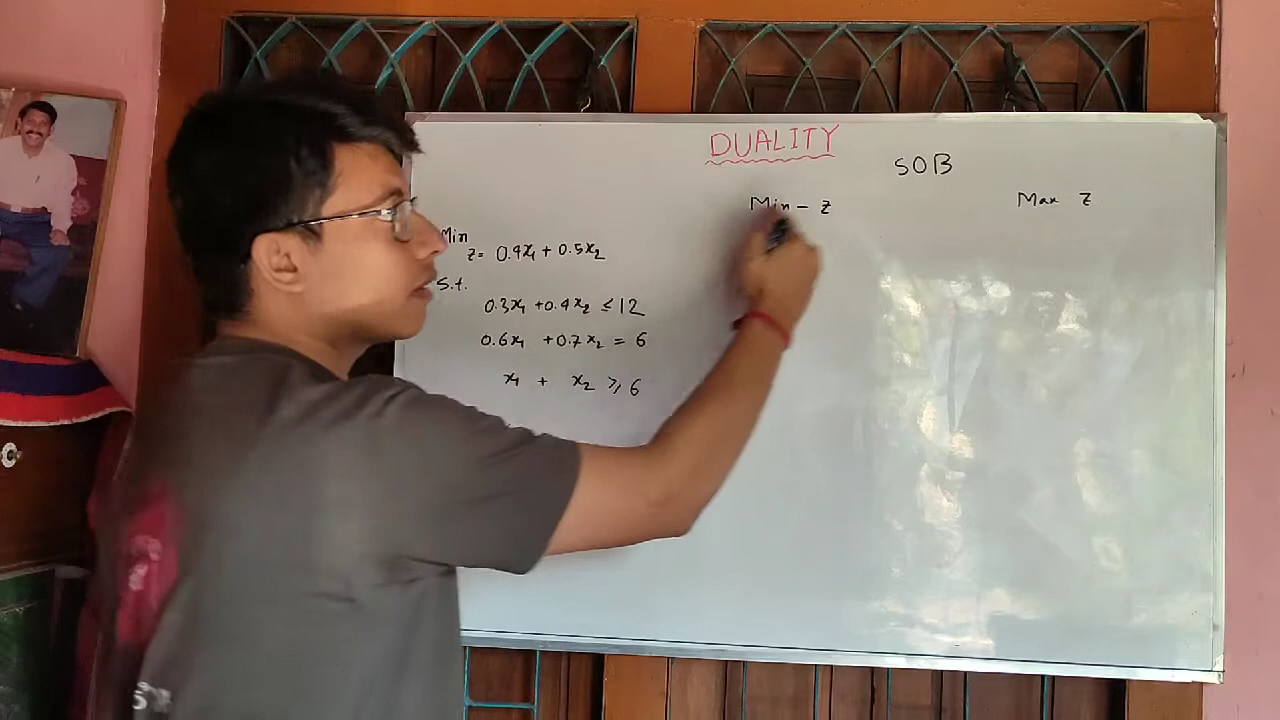 DUALITY
SOB
Min - Z
Max Z
Min
Z = 0.4x₁ + 0.5x₂
S.t.
0.3x₁ + 0.4x₂ ≤ 12
0.6x₁ + 0.7x₂ = 6
x₁ + x₂ ≥ 6